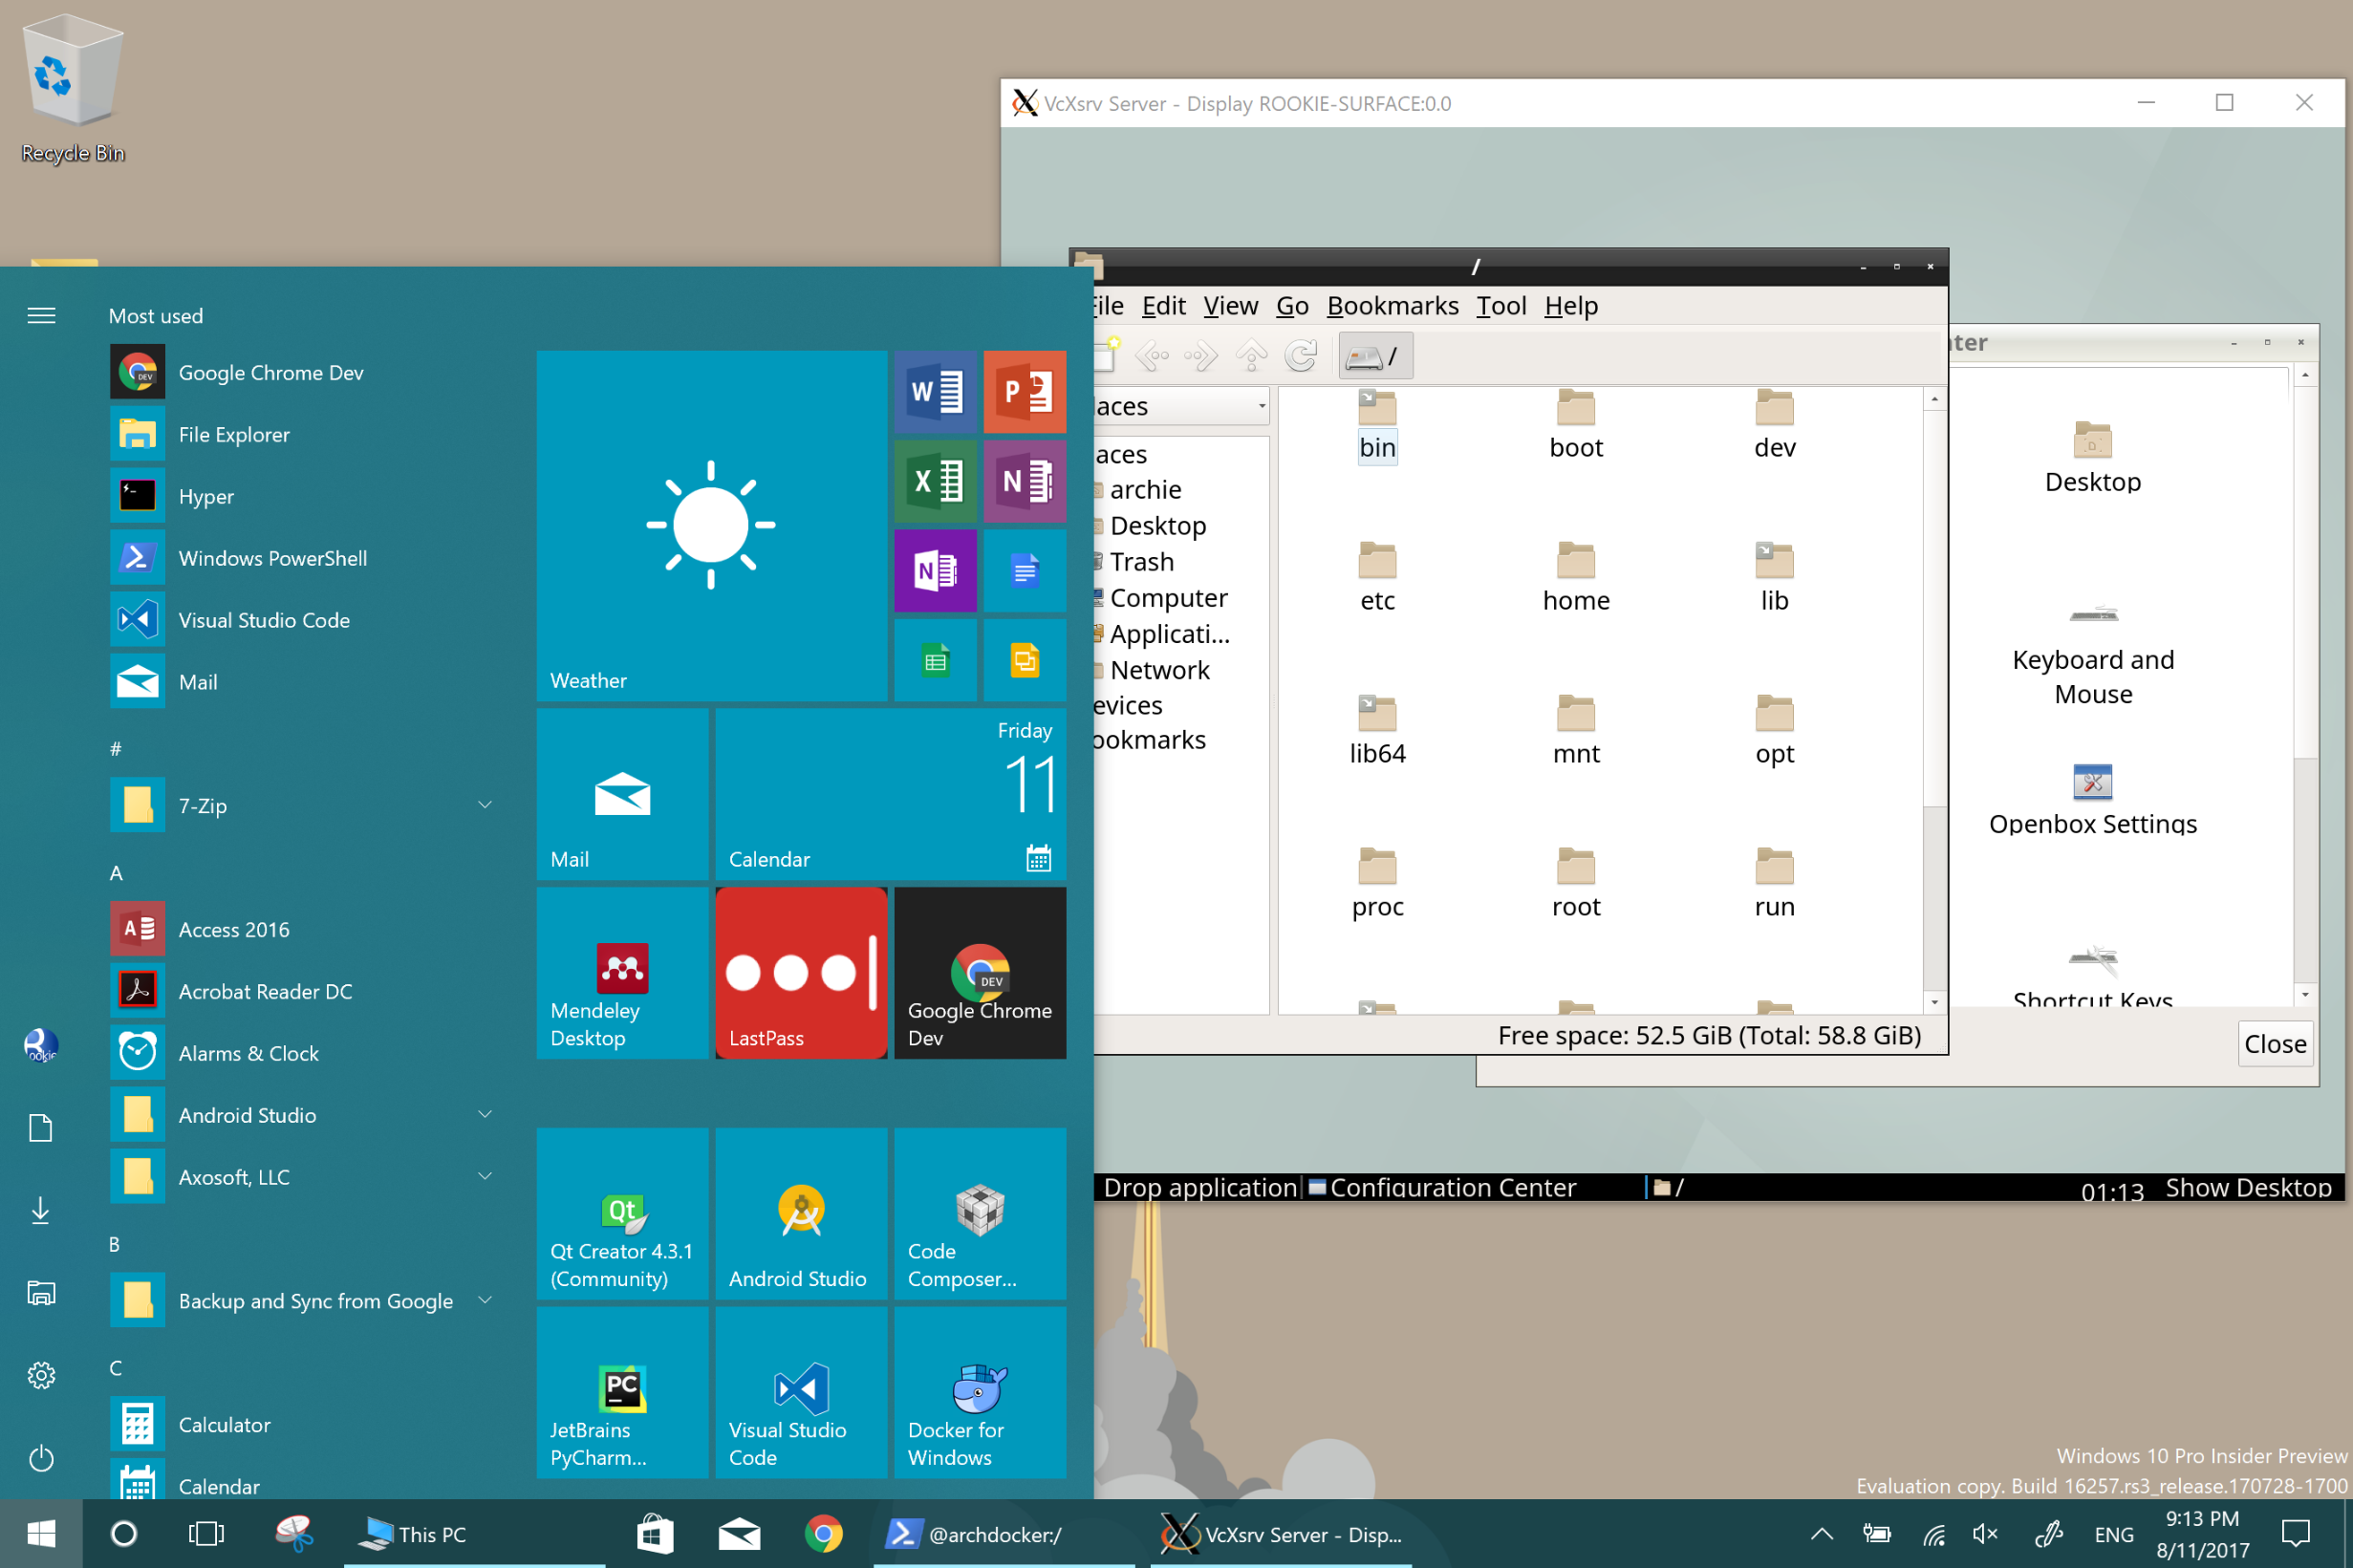 Recycle Bin
VcXsrv Server - Display ROOKIE-SURFACE:0.0
Most used
Google Chrome Dev
File Explorer
Hyper
Windows PowerShell
Visual Studio Code
Mail
#
7-Zip
A
Access 2016
Acrobat Reader DC
Alarms & Clock
Android Studio
Axosoft, LLC
B
Backup and Sync from Google
C
Calculator
Calendar
Weather
Mail
Friday
11
Calendar
Mendeley
Desktop
LastPass
DEV
Google Chrome
Dev
Qt Creator 4.3.1
(Community)
Android Studio
Code
Composer...
JetBrains
PyCharm...
Visual Studio
Code
Docker for
Windows
/
File Edit View Go Bookmarks Tool Help
/
laces
aces
archie
Desktop
Trash
Computer
Applicati...
Network
evices
ookmarks
bin
boot
dev
etc
home
lib
lib64
mnt
opt
proc
root
run
Free space: 52.5 GiB (Total: 58.8 GiB)
nter
Desktop
Keyboard and
Mouse
Openbox Settings
Shortcut Keys
Close
Drop application
Configuration Center
/
01:13
Show Desktop
Windows 10 Pro Insider Preview
Evaluation copy. Build 16257.rs3_release.170728-1700
This PC
@archdocker:/
VcXsrv Server - Disp...
ENG
9:13 PM
8/11/2017